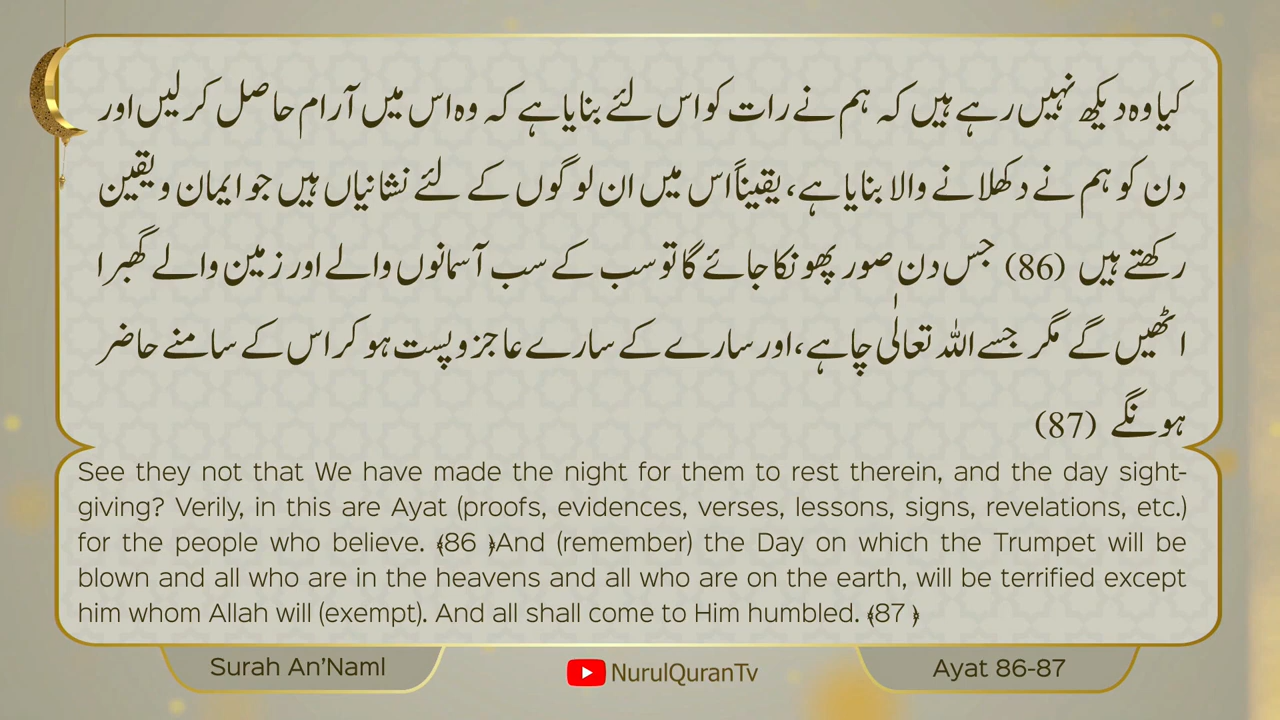 کیا وہ دیکھ نہیں رہے ہیں کہ ہم نے رات کو اس لئے بنایا ہے کہ وہ اس میں آرام حاصل کرلیں اور
دن کو ہم نے دکھلانے والا بنایا ہے، یقیناً اس میں ان لوگوں کے لئے نشانیاں ہیں جو ایمان و یقین
رکھتے ہیں (86) جس دن صور پھونکا جائے گا تو سب کے سب آسمانوں والے اور زمین والے گھبرا
اٹھیں گے مگر جسے اللہ تعالٰی چاہے، اور سارے کے سارے عاجز و پست ہو کر اس کے سامنے حاضر
ہونگے (87)
See they not that We have made the night for them to rest therein, and the day sight-
giving? Verily, in this are Ayat (proofs, evidences, verses, lessons, signs, revelations, etc.)
for the people who believe. ﴾86 ﴿And (remember) the Day on which the Trumpet will be
blown and all who are in the heavens and all who are on the earth, will be terrified except
him whom Allah will (exempt). And all shall come to Him humbled. ﴾87 ﴿
Surah An’Naml
NurulQuranTv
Ayat 86-87